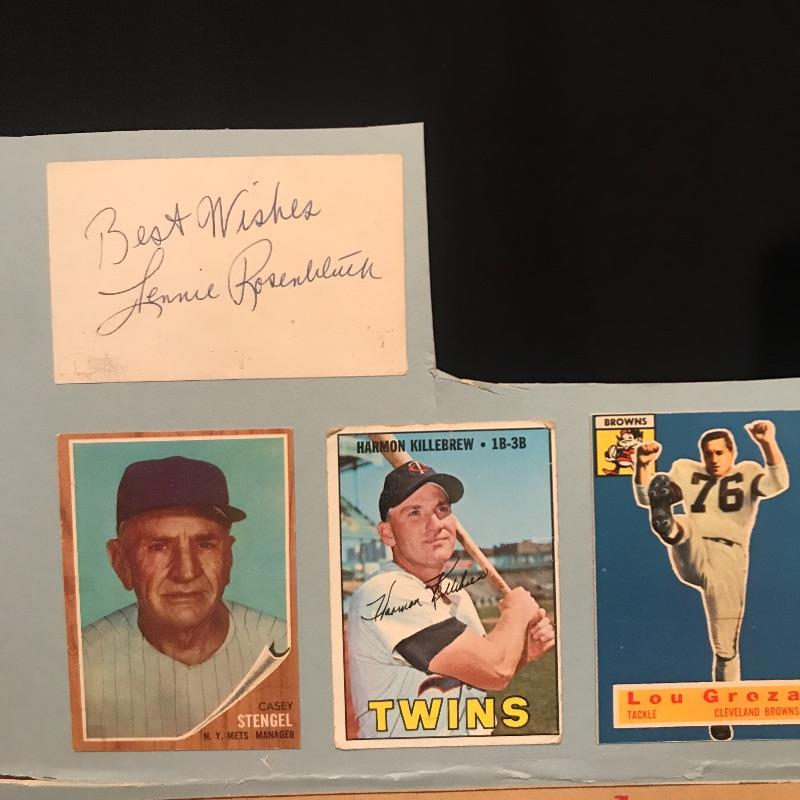 Best Wishes
Lennie Rosenbluth
CASEY
STENGEL
N. Y. METS MANAGER
HARMON KILLEBREW • 1B-3B
Harmon Killebrew
TWINS
BROWNS
76
Lou Groza
TACKLE CLEVELAND BROWNS